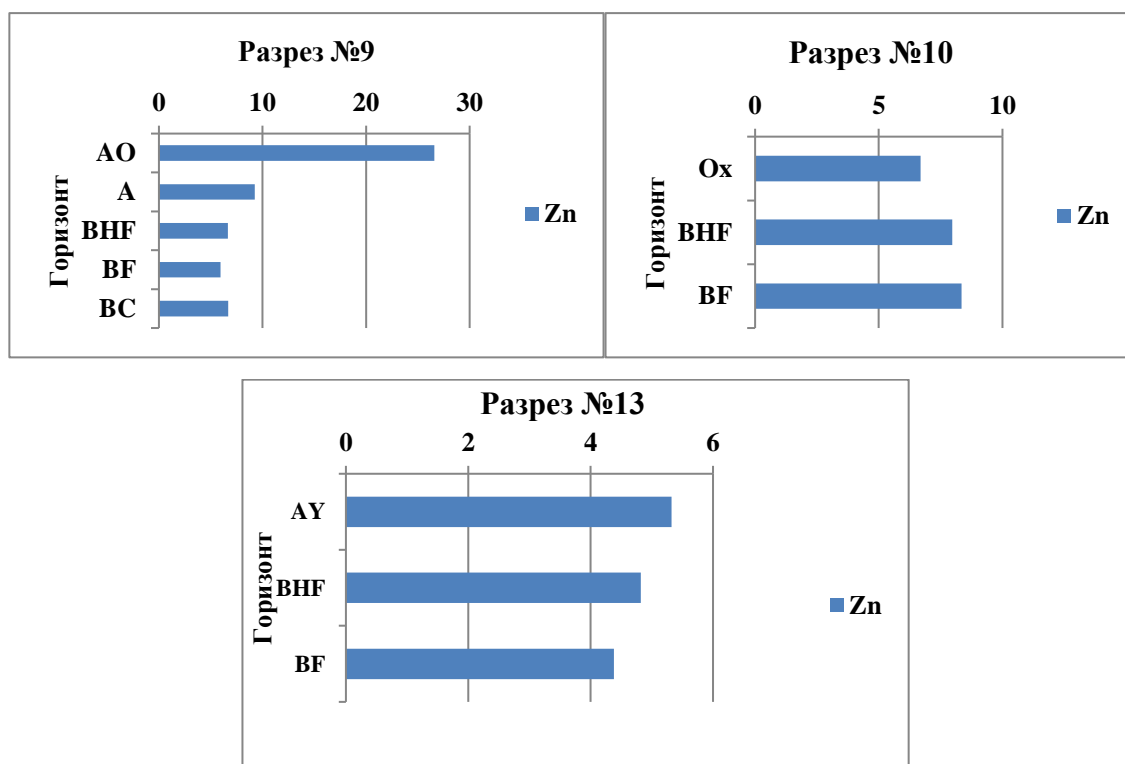 Разрез №9
0 10 20 30
AO
A
BHF
BF
BC
Горизонт
Zn
Разрез №10
0 5 10
Ox
BHF
BF
Горизонт
Zn
Разрез №13
0 2 4 6
AY
BHF
BF
Горизонт
Zn